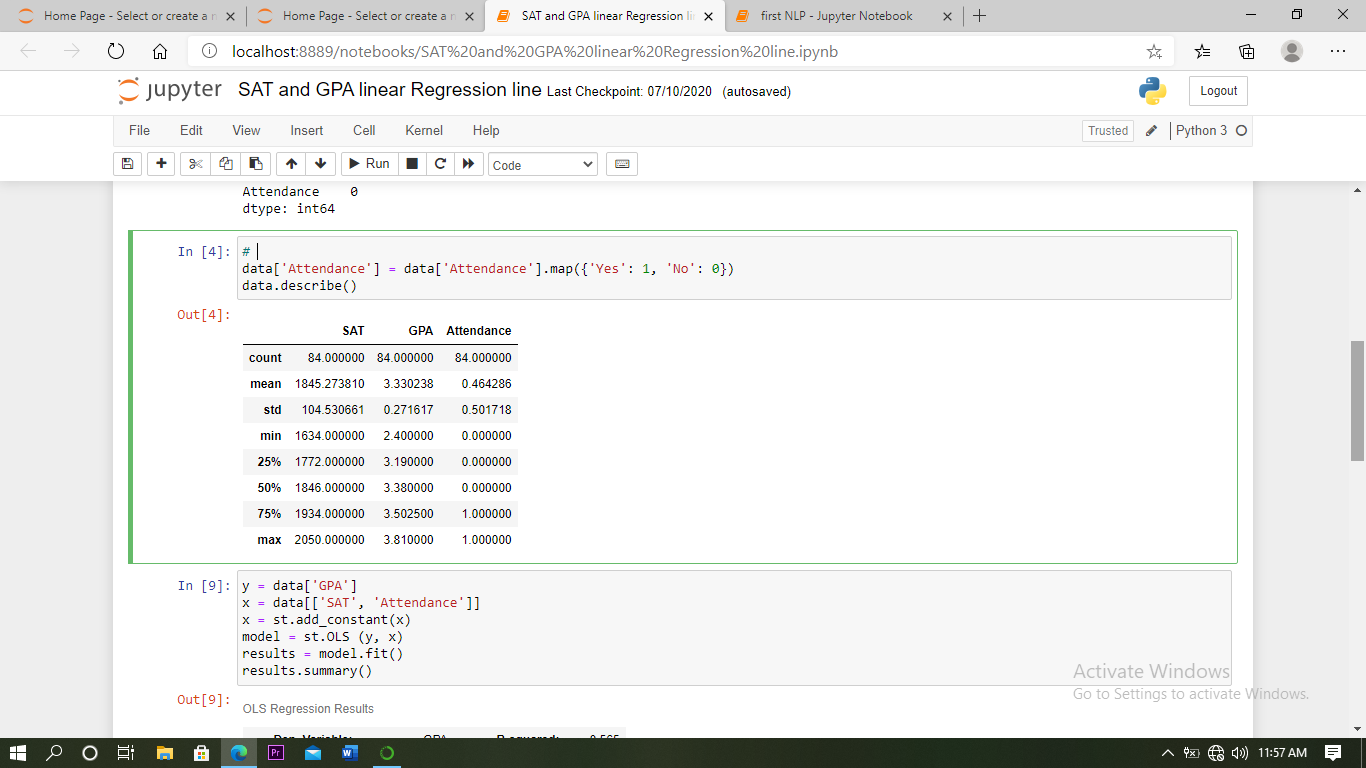 Home Page - Select or create a n
Home Page - Select or create a n
SAT and GPA linear Regression li
first NLP - Jupyter Notebook
localhost:8889/notebooks/SAT%20and%20GPA%20linear%20Regression%20line.ipynb
jupyter SAT and GPA linear Regression line Last Checkpoint: 07/10/2020 (autosaved)
Logout
File Edit View Insert Cell Kernel Help
Trusted Python 3
Run Code
Attendance 0
dtype: int64
In [4]: #
data['Attendance'] = data['Attendance'].map({'Yes': 1, 'No': 0})
data.describe()
Out[4]:
SAT GPA Attendance
count 84.000000 84.000000 84.000000
mean 1845.273810 3.330238 0.464286
std 104.530661 0.271617 0.501718
min 1634.000000 2.400000 0.000000
25% 1772.000000 3.190000 0.000000
50% 1846.000000 3.380000 0.000000
75% 1934.000000 3.502500 1.000000
max 2050.000000 3.810000 1.000000
In [9]: y = data['GPA']
x = data[['SAT', 'Attendance']]
x = st.add_constant(x)
model = st.OLS (y, x)
results = model.fit()
results.summary()
Activate Windows
Go to Settings to activate Windows.
Out[9]:
OLS Regression Results
Dep. Variable: GPA R-squared: 0.565
Pr
W
11:57 AM